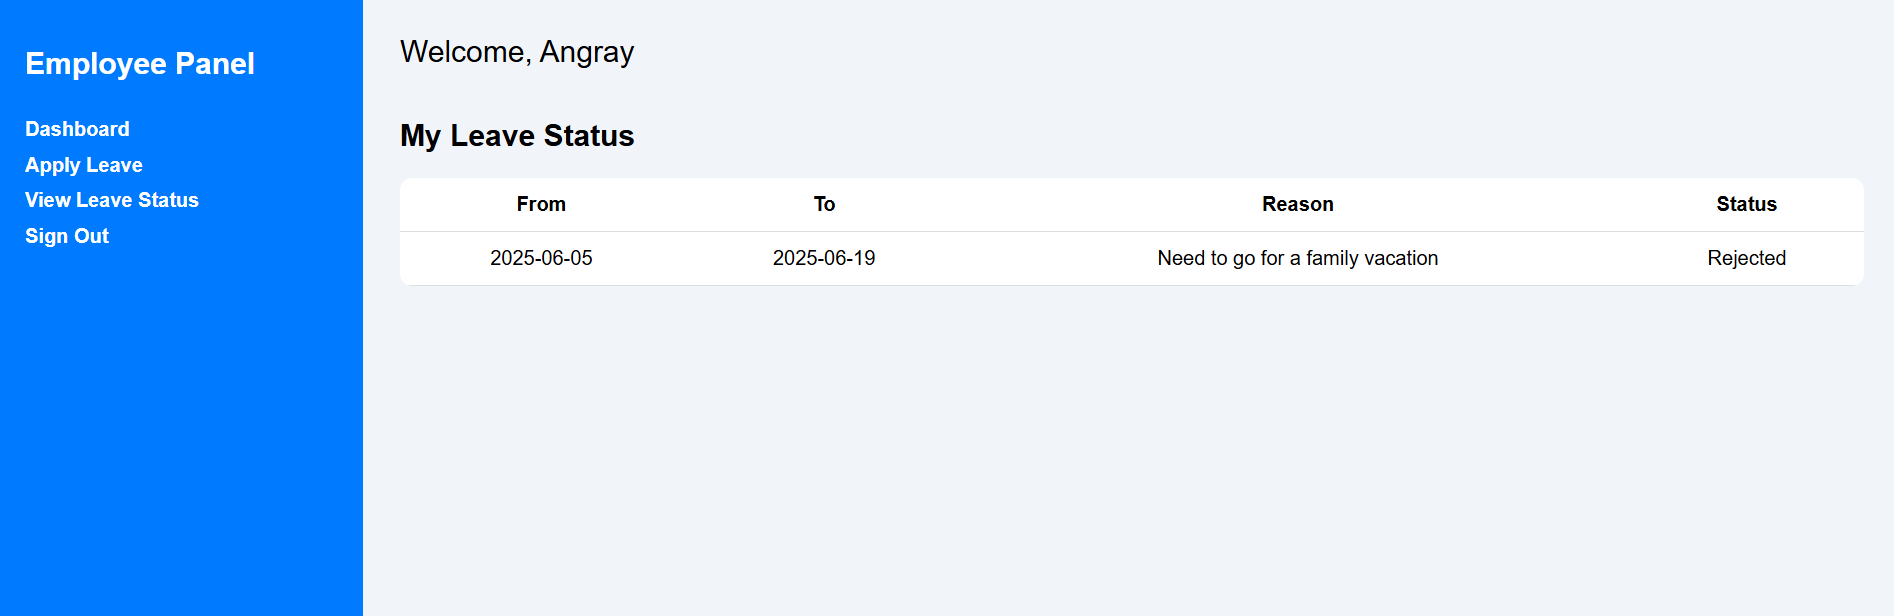 Employee Panel
Dashboard
Apply Leave
View Leave Status
Sign Out
Welcome, Angray
My Leave Status
From To Reason Status
2025-06-05 2025-06-19 Need to go for a family vacation Rejected